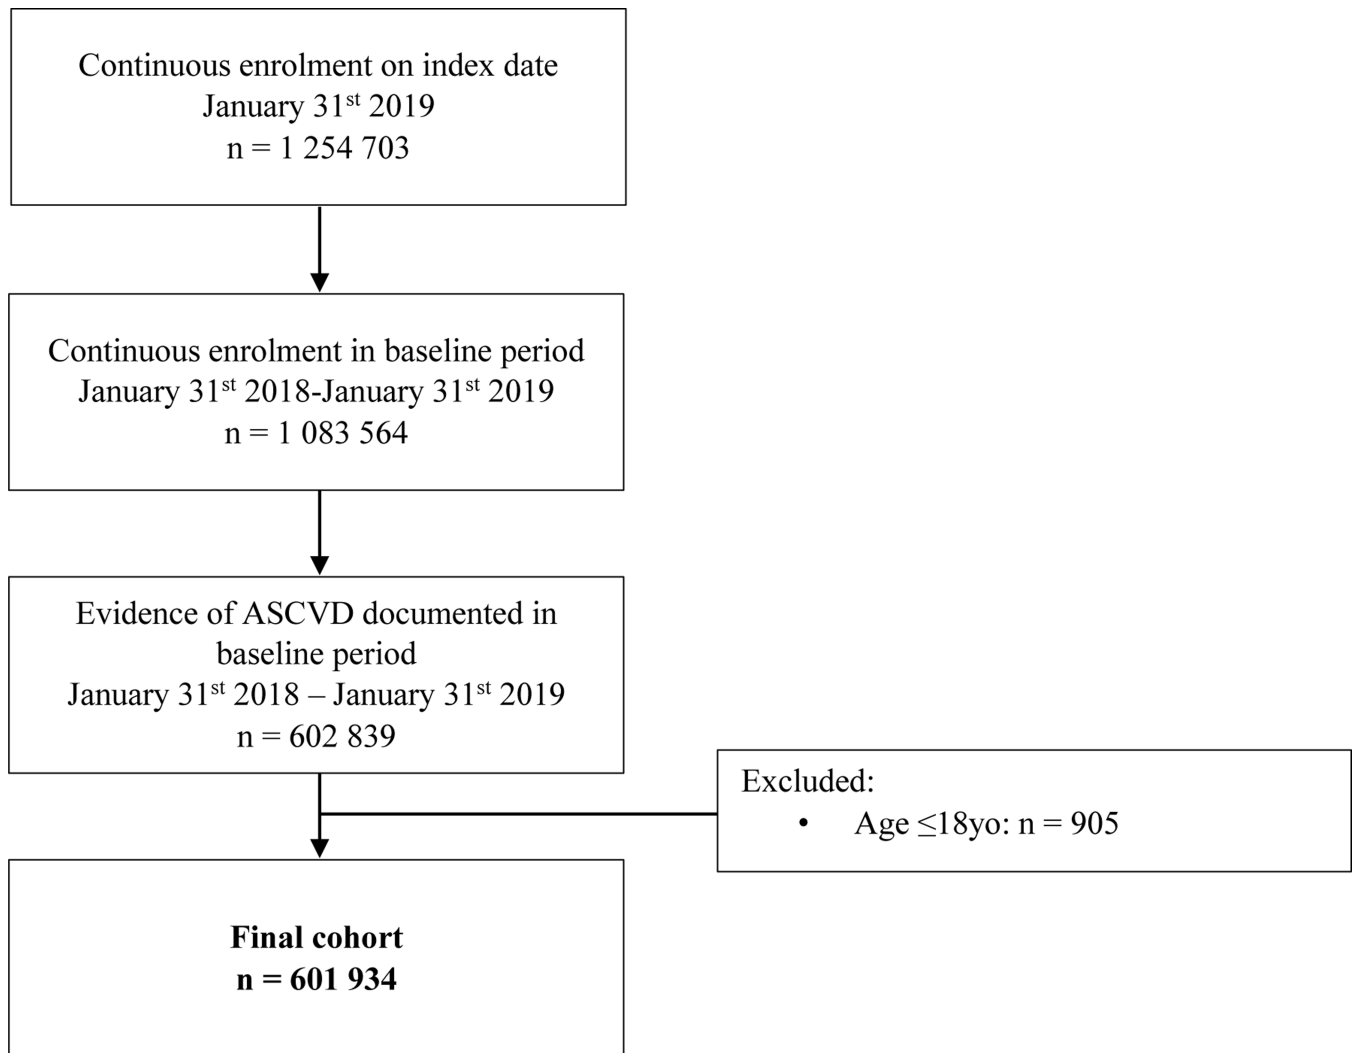 Continuous enrolment on index date
January 31st 2019
n = 1 254 703
Continuous enrolment in baseline period
January 31st 2018-January 31st 2019
n = 1 083 564
Evidence of ASCVD documented in
baseline period
January 31st 2018 – January 31st 2019
n = 602 839
Excluded:
• Age ≤18yo: n = 905
Final cohort
n = 601 934